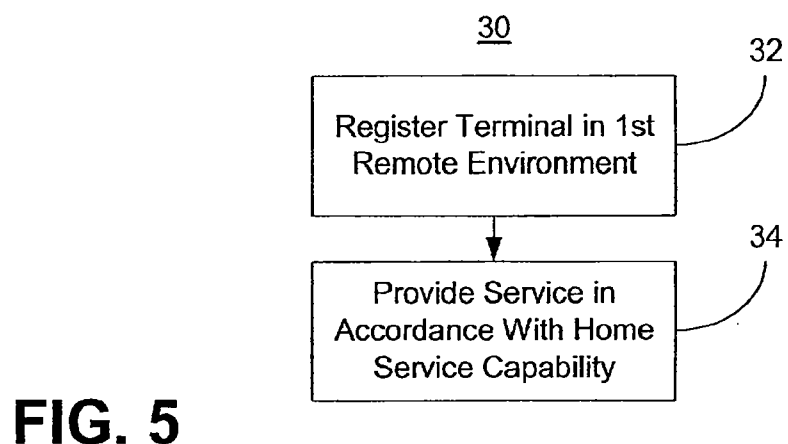 30
32
Register Terminal in 1st
Remote Environment
34
Provide Service in
Accordance With Home
Service Capability
FIG. 5